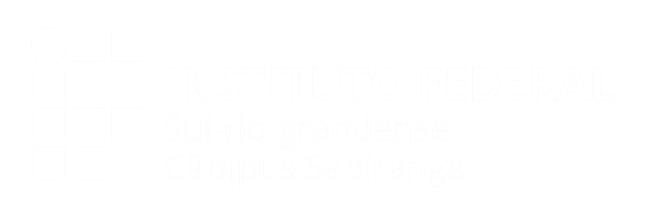 INSTITUTO FEDERAL
Sul-rio-grandense
Câmpus Sapiranga